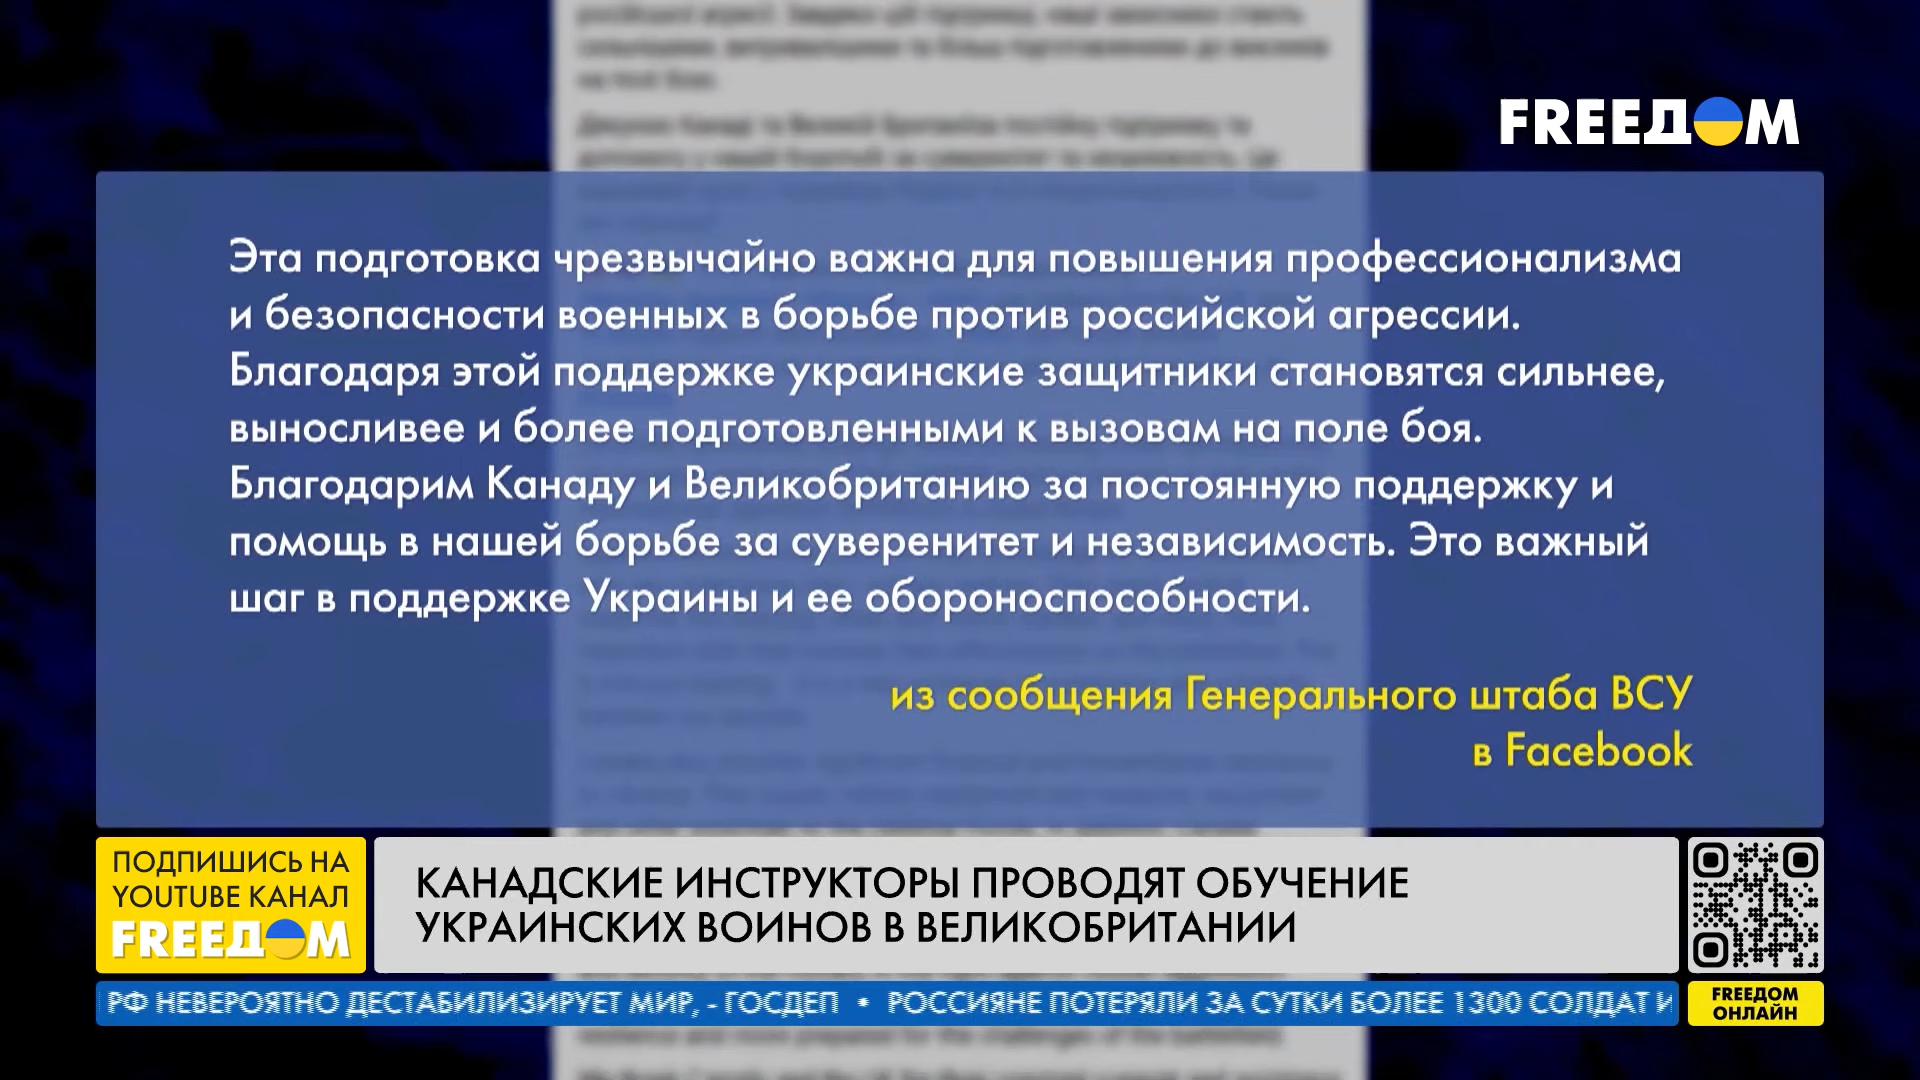 FREEДOM
Эта подготовка чрезвычайно важна для повышения профессионализма
и безопасности военных в борьбе против российской агрессии.
Благодаря этой поддержке украинские защитники становятся сильнее,
выносливее и более подготовленными к вызовам на поле боя.
Благодарим Канаду и Великобританию за постоянную поддержку и
помощь в нашей борьбе за суверенитет и независимость. Это важный
шаг в поддержке Украины и ее обороноспособности.
из сообщения Генерального штаба ВСУ
в Facebook
ПОДПИШИСЬ НА
YOUTUBE КАНАЛ
FREEДOM
КАНАДСКИЕ ИНСТРУКТОРЫ ПРОВОДЯТ ОБУЧЕНИЕ
УКРАИНСКИХ ВОИНОВ В ВЕЛИКОБРИТАНИИ
РФ НЕВЕРОЯТНО ДЕСТАБИЛИЗИРУЕТ МИР, - ГОСДЕП • РОССИЯНЕ ПОТЕРЯЛИ ЗА СУТКИ БОЛЕЕ 1300 СОЛДАТ И
FREEДOM
ОНЛАЙН